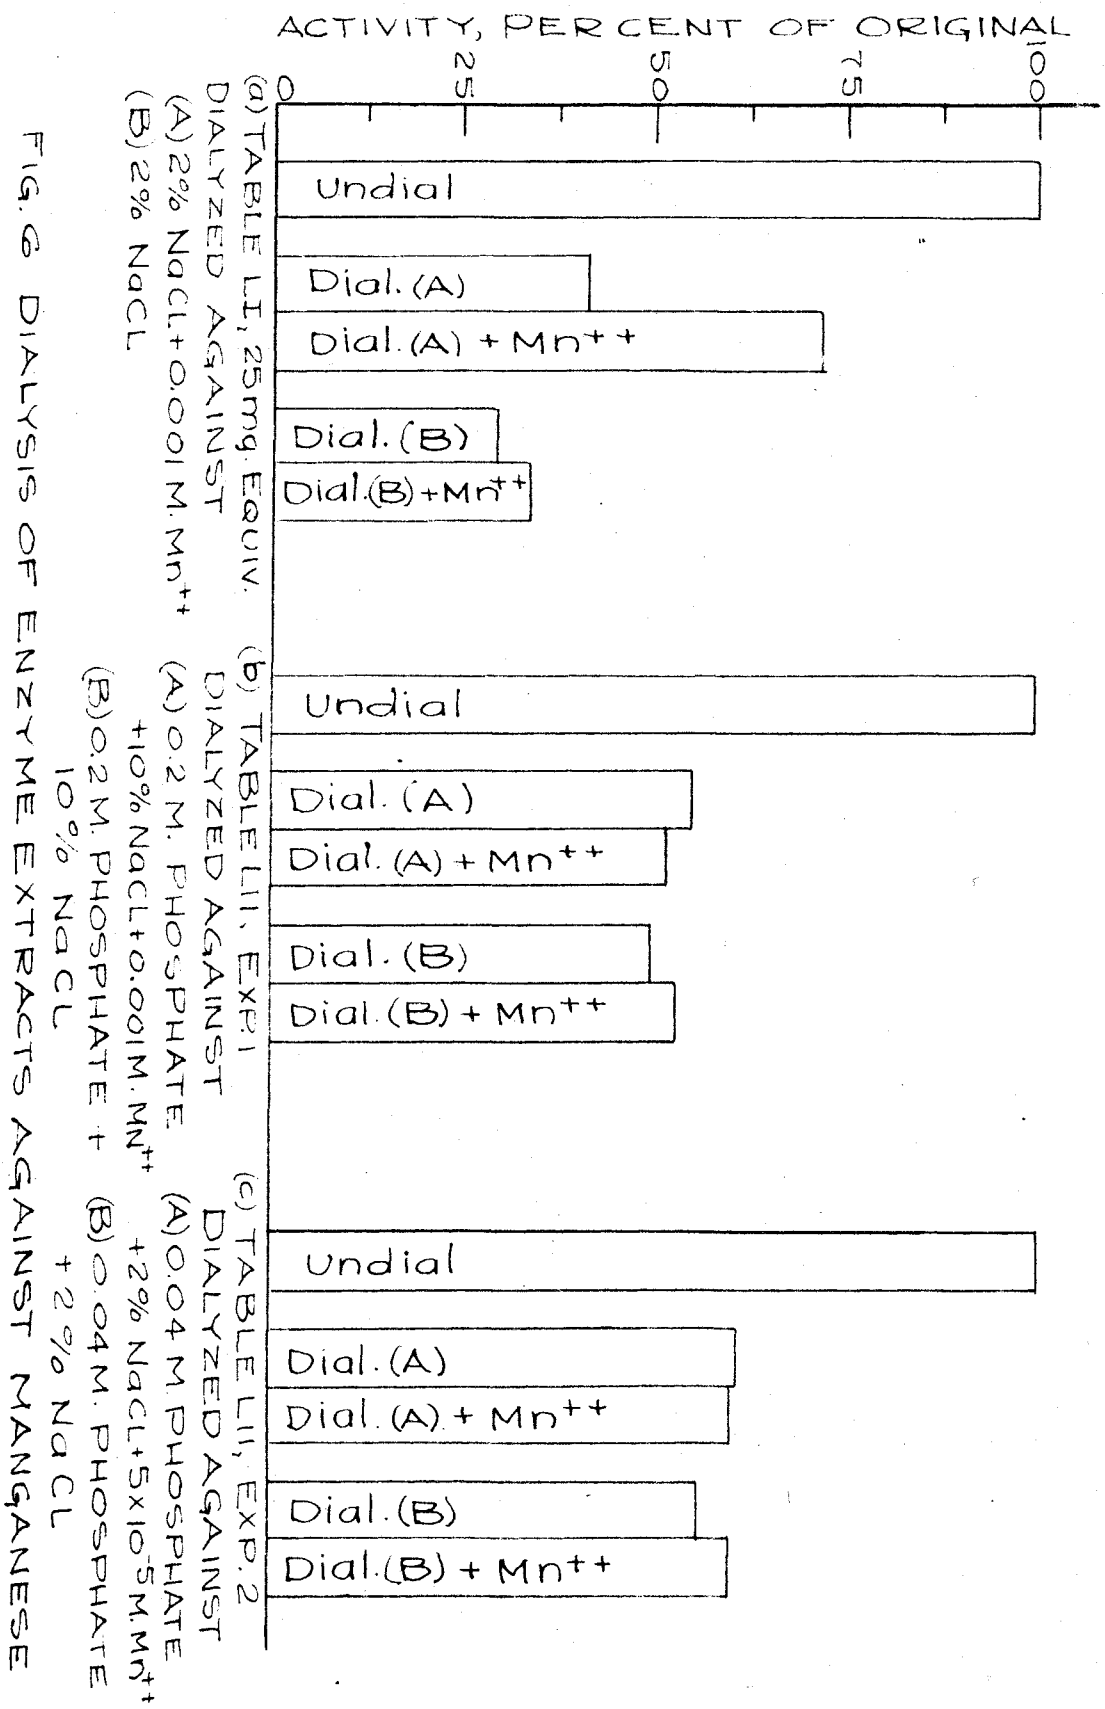 ACTIVITY, PER CENT OF ORIGINAL
0
25
50
75
100
Undial
Dial.(A)
Dial.(A) + Mn++
Dial.(B)
Dial.(B)+Mn++
(a) TABLE LI, 25mg. EQUIV.
DIALYZED AGAINST
(A) 2% NaCL+0.001 M. Mn++
(B) 2% NaCL
Undial
Dial.(A)
Dial.(A) + Mn++
Dial.(B)
Dial.(B) + Mn++
(b) TABLE LII, EXP.1
DIALYZED AGAINST
(A) 0.2 M. PHOSPHATE
+10% NaCL+0.001M. MN++
(B) 0.2 M. PHOSPHATE +
10% NaCL
Undial
Dial.(A)
Dial.(A) + Mn++
Dial.(B)
Dial.(B) + Mn++
(c) TABLE LII, EXP. 2
DIALYZED AGAINST
(A) 0.04 M. PHOSPHATE
+2% NaCL+5x10-5 M. Mn++
(B) 0.04 M. PHOSPHATE
+2% NaCL
FIG. 6 DIALYSIS OF ENZYME EXTRACTS AGAINST MANGANESE